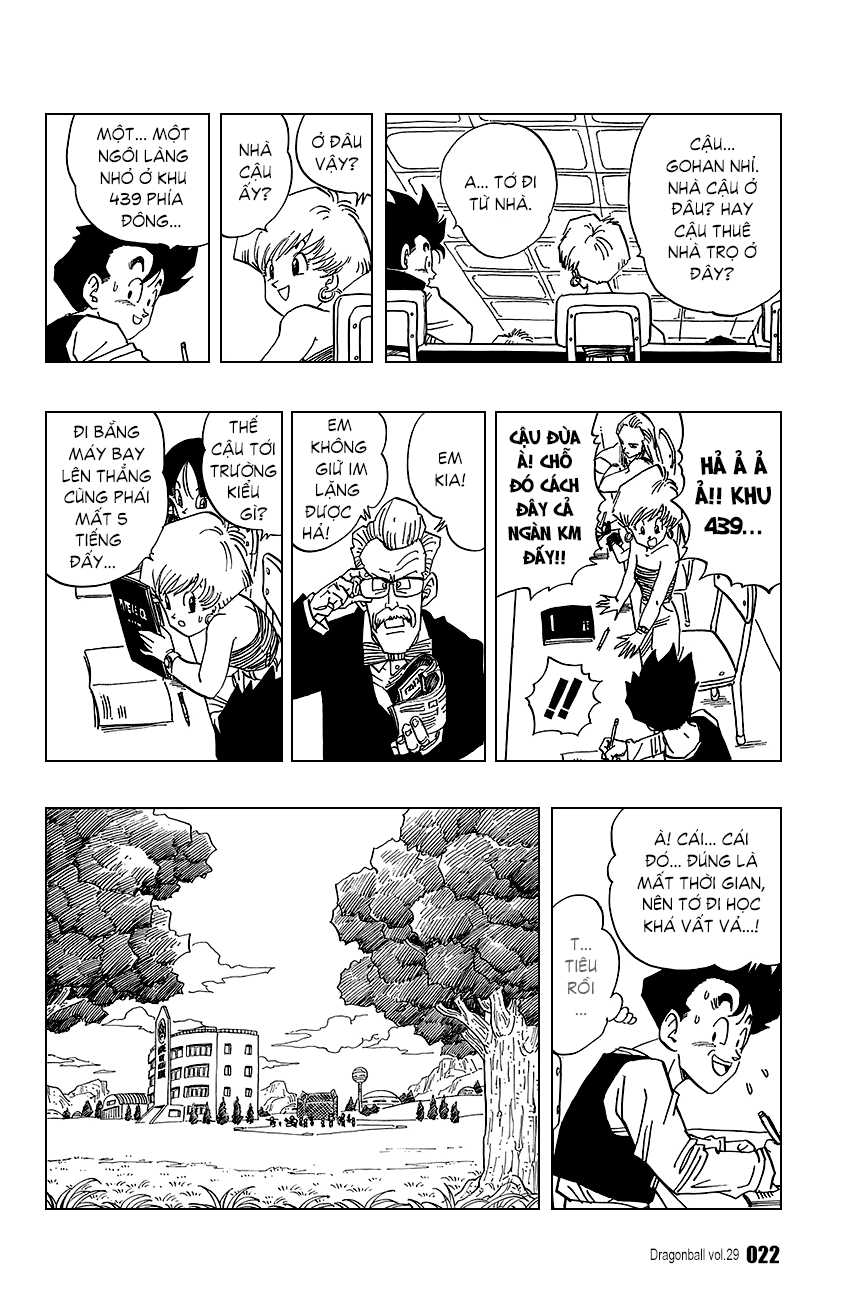 CẬU...
GOHAN NHỈ.
NHÀ CẬU Ở
ĐÂU? HAY
CẬU THUÊ
NHÀ TRỌ Ở
ĐÂY?
A... TỚ ĐI
TỪ NHÀ.
Ở ĐÂU
VẬY?
NHÀ
CẬU
ẤY?
MỘT... MỘT
NGÔI LÀNG
NHỎ Ở KHU
439 PHÍA
ĐÔNG...
HẢ Ả Ả
Ả!! KHU
439...
CẬU ĐÙA
À! CHỖ
ĐÓ CÁCH
ĐÂY CẢ
NGÀN KM
ĐẤY!!
!!
EM
KIA!
EM
KHÔNG
GIỮ IM
LẶNG
ĐƯỢC
HẢ!
THẾ
CẬU TỚI
TRƯỜNG
KIỂU
GÌ?
ĐI BẰNG
MÁY BAY
LÊN THẲNG
CŨNG PHẢI
MẤT 5
TIẾNG
ĐẤY...
À! CÁI... CÁI
ĐÓ... ĐÚNG LÀ
MẤT THỜI GIAN,
NÊN TỚ ĐI HỌC
KHÁ VẤT VẢ...!
T...
TIÊU
RỒI
...
Dragonball vol.29 022